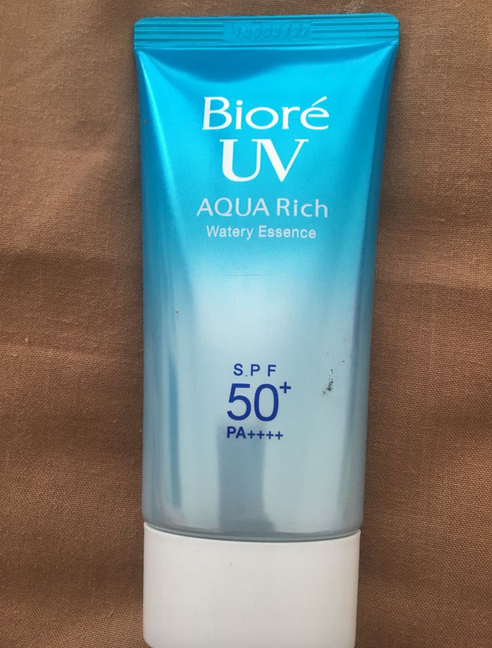 Bioré
UV
AQUA Rich
Watery Essence
SPF
50+
PA++++